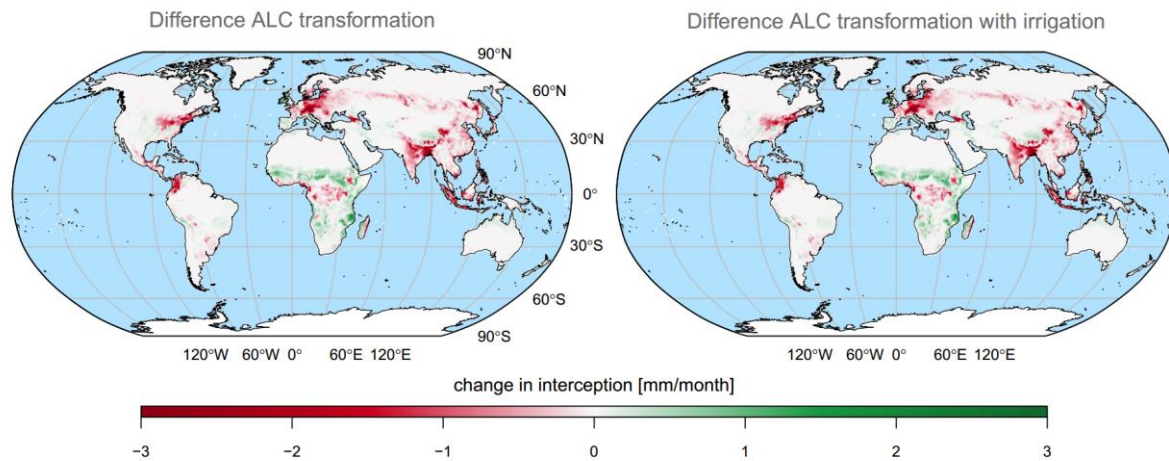 Difference ALC transformation
Difference ALC transformation with irrigation
90°N
60°N
30°N
0°
30°S
60°S
90°S
120°W 60°W 0° 60°E 120°E
120°W 60°W 0° 60°E 120°E
change in interception [mm/month]
−3 −2 −1 0 1 2 3